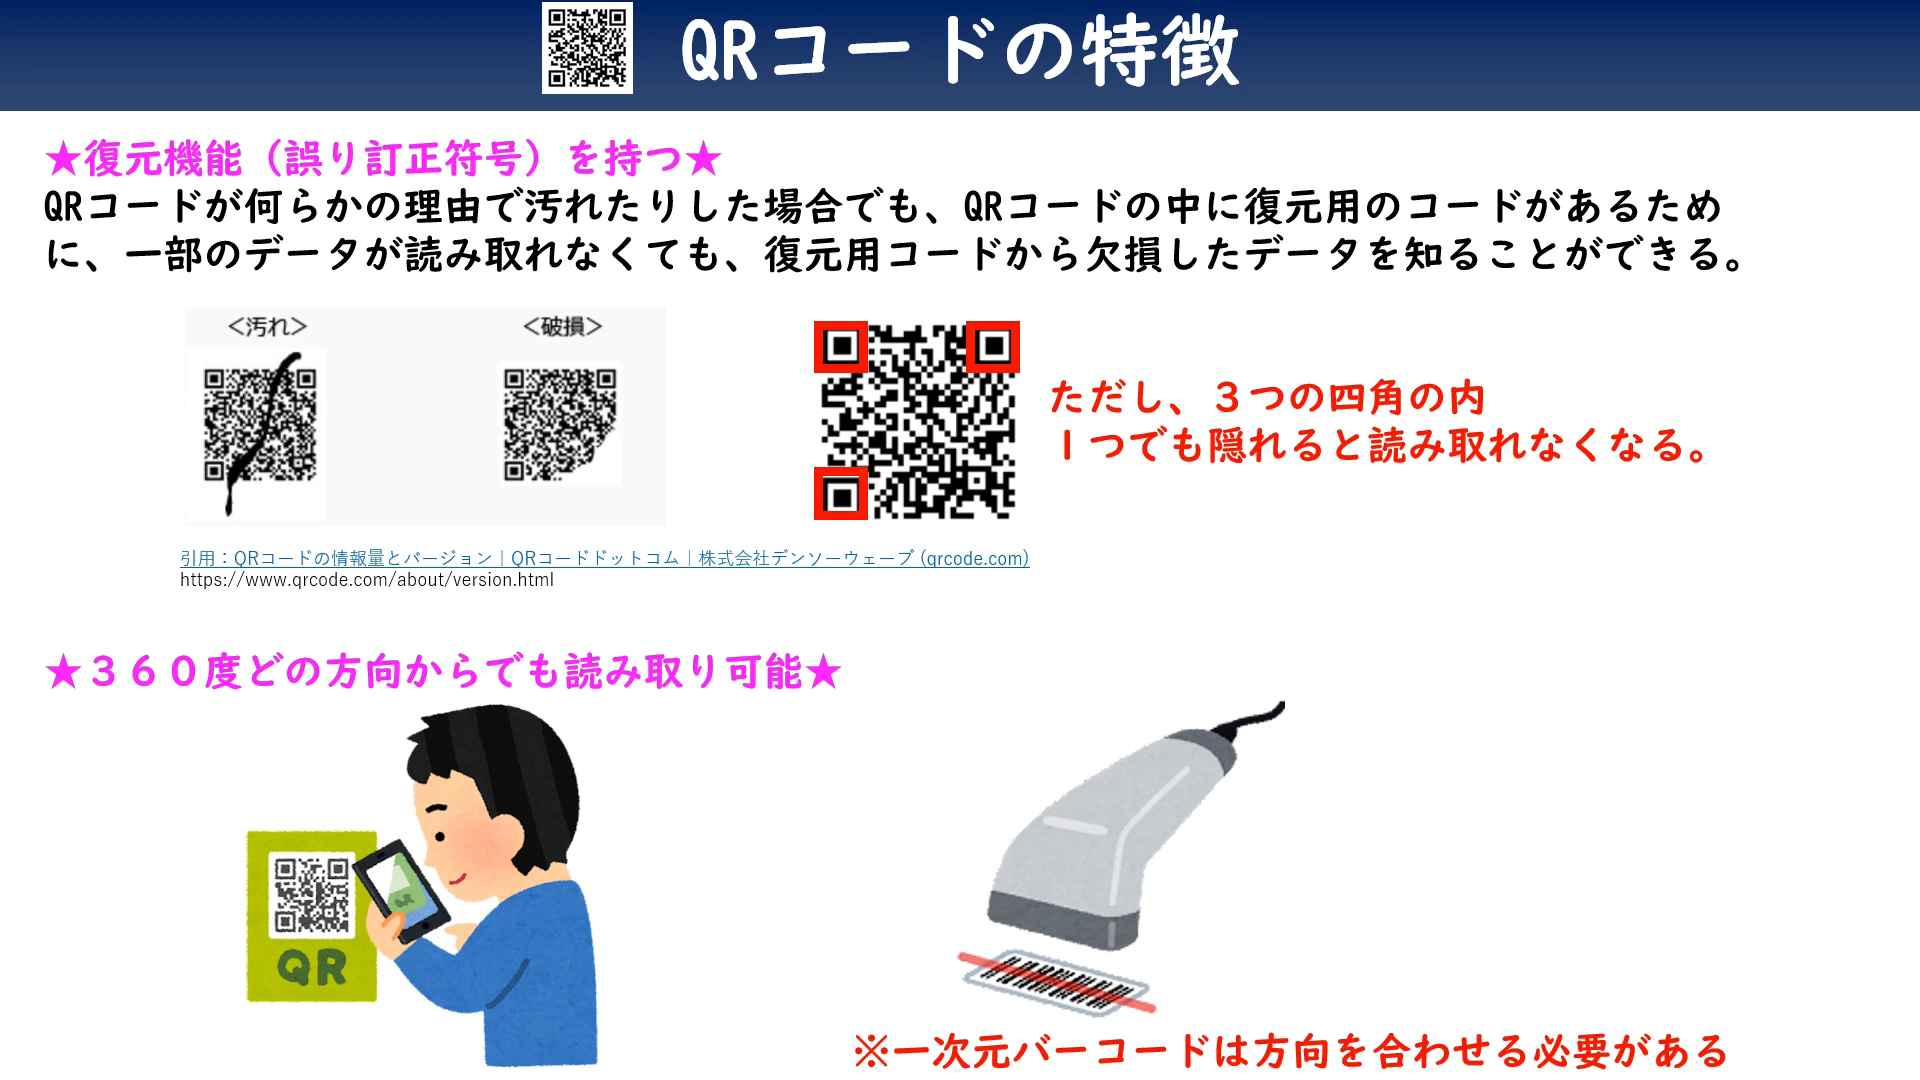 QRコードの特徴
★復元機能（誤り訂正符号）を持つ★
QRコードが何らかの理由で汚れたりした場合でも、QRコードの中に復元用のコードがあるため
に、一部のデータが読み取れなくても、復元用コードから欠損したデータを知ることができる。
＜汚れ＞
＜破損＞
ただし、３つの四角の内
１つでも隠れると読み取れなくなる。
引用：QRコードの情報量とバージョン｜QRコードドットコム｜株式会社デンソーウェーブ (qrcode.com)
https://www.qrcode.com/about/version.html
★３６０度どの方向からでも読み取り可能★
QR
QR
※一次元バーコードは方向を合わせる必要がある